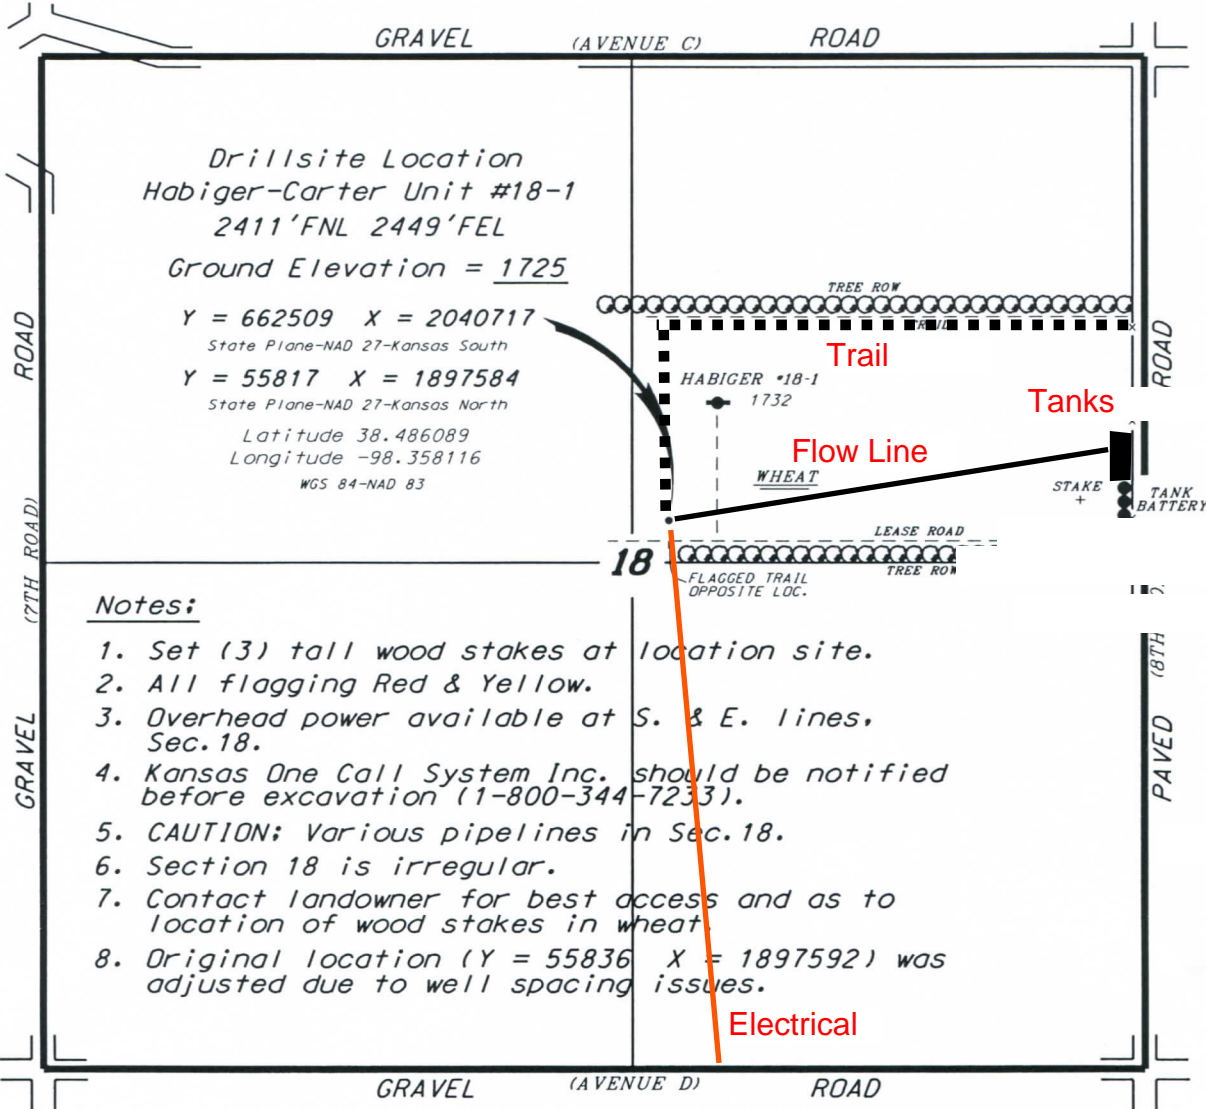 GRAVEL (AVENUE C) ROAD
Drillsite Location
Habiger-Carter Unit #18-1
2411'FNL 2449'FEL
Ground Elevation = 1725
Y = 662509 X = 2040717
State Plane-NAD 27-Kansas South
Y = 55817 X = 1897584
State Plane-NAD 27-Kansas North
Latitude 38.486089
Longitude -98.358116
WGS 84-NAD 83
TREE ROW
Trail
HABIGER #18-1
1732
Tanks
Flow Line
WHEAT
STAKE
+
TANK
BATTERY
LEASE ROAD
18
TREE ROW
FLAGGED TRAIL
OPPOSITE LOC.
ROAD
(7TH ROAD)
GRAVEL
ROAD
(8TH
PAVED
Notes:
1. Set (3) tall wood stakes at location site.
2. All flagging Red & Yellow.
3. Overhead power available at S. & E. lines,
Sec.18.
4. Kansas One Call System Inc. should be notified
before excavation (1-800-344-7233).
5. CAUTION: Various pipelines in Sec.18.
6. Section 18 is irregular.
7. Contact landowner for best access and as to
location of wood stakes in wheat.
8. Original location (Y = 55836 X = 1897592) was
adjusted due to well spacing issues.
Electrical
GRAVEL (AVENUE D) ROAD